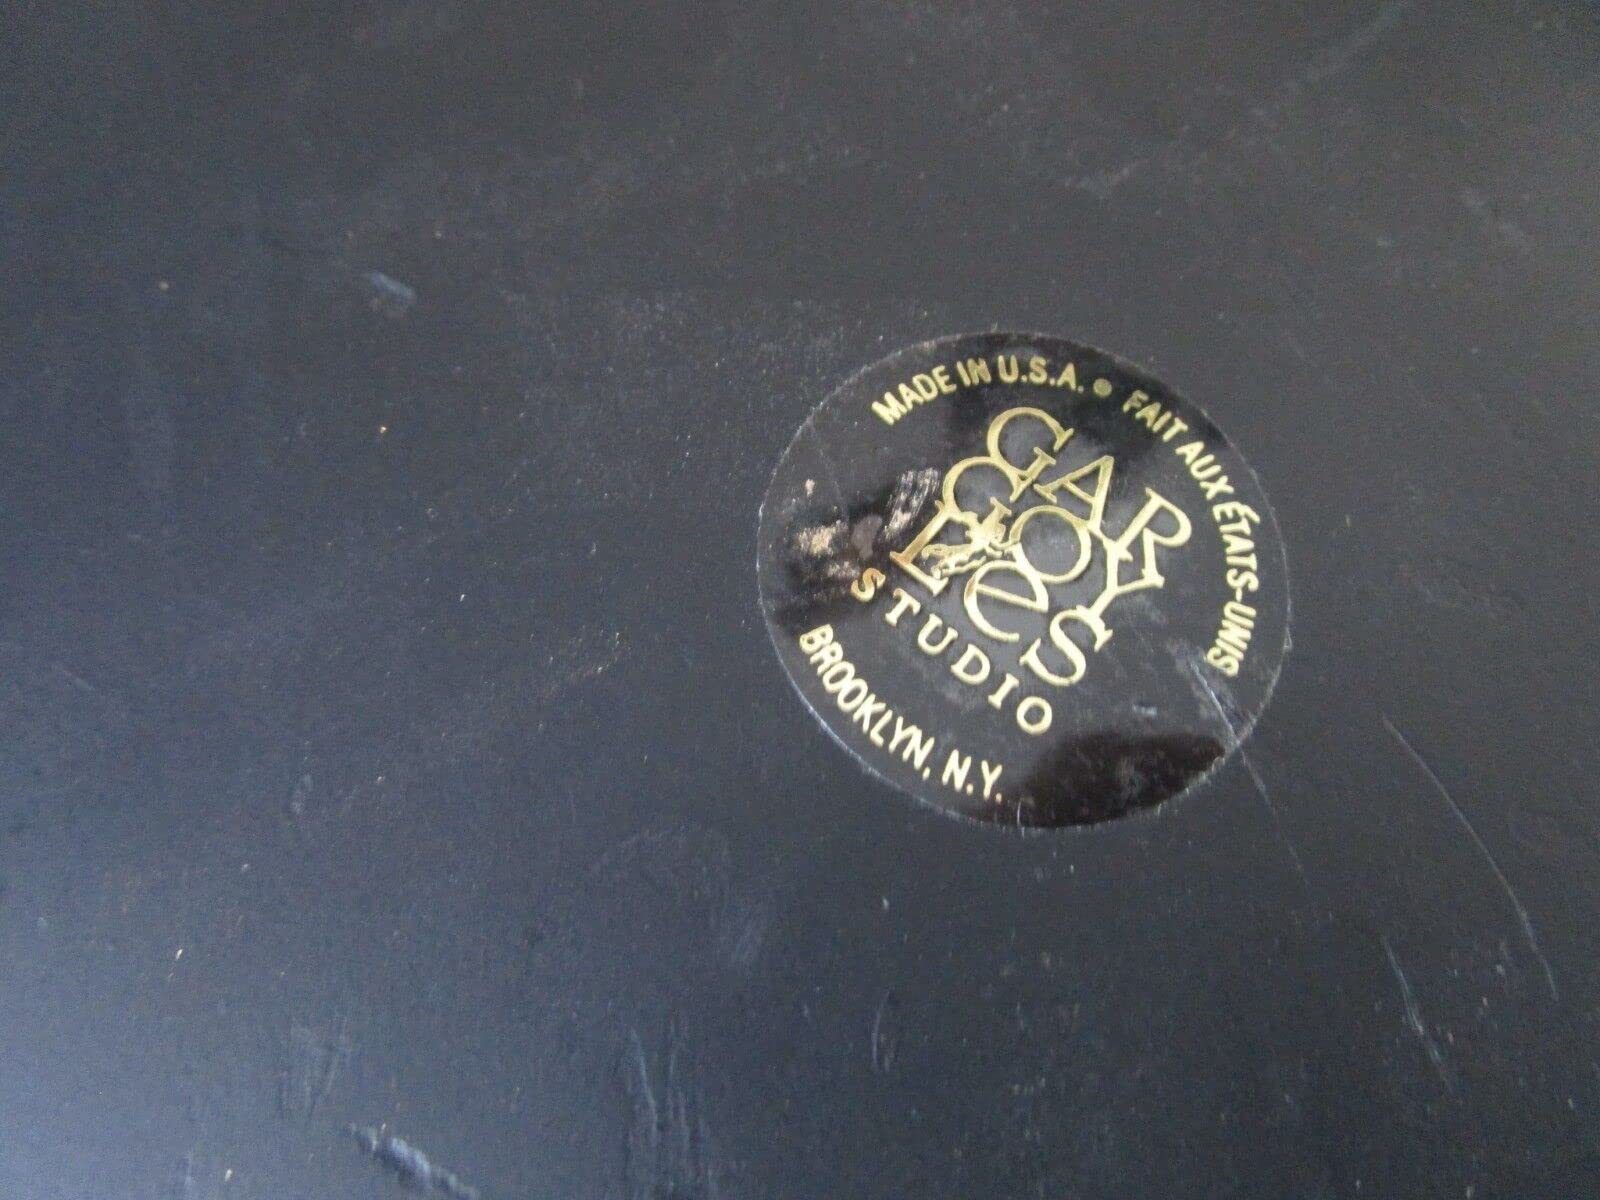 MADE IN U.S.A. • FAIT AUX ÉTATS-UNIS
GAR
GOY
LeS
STUDIO
BROOKLYN, N.Y.